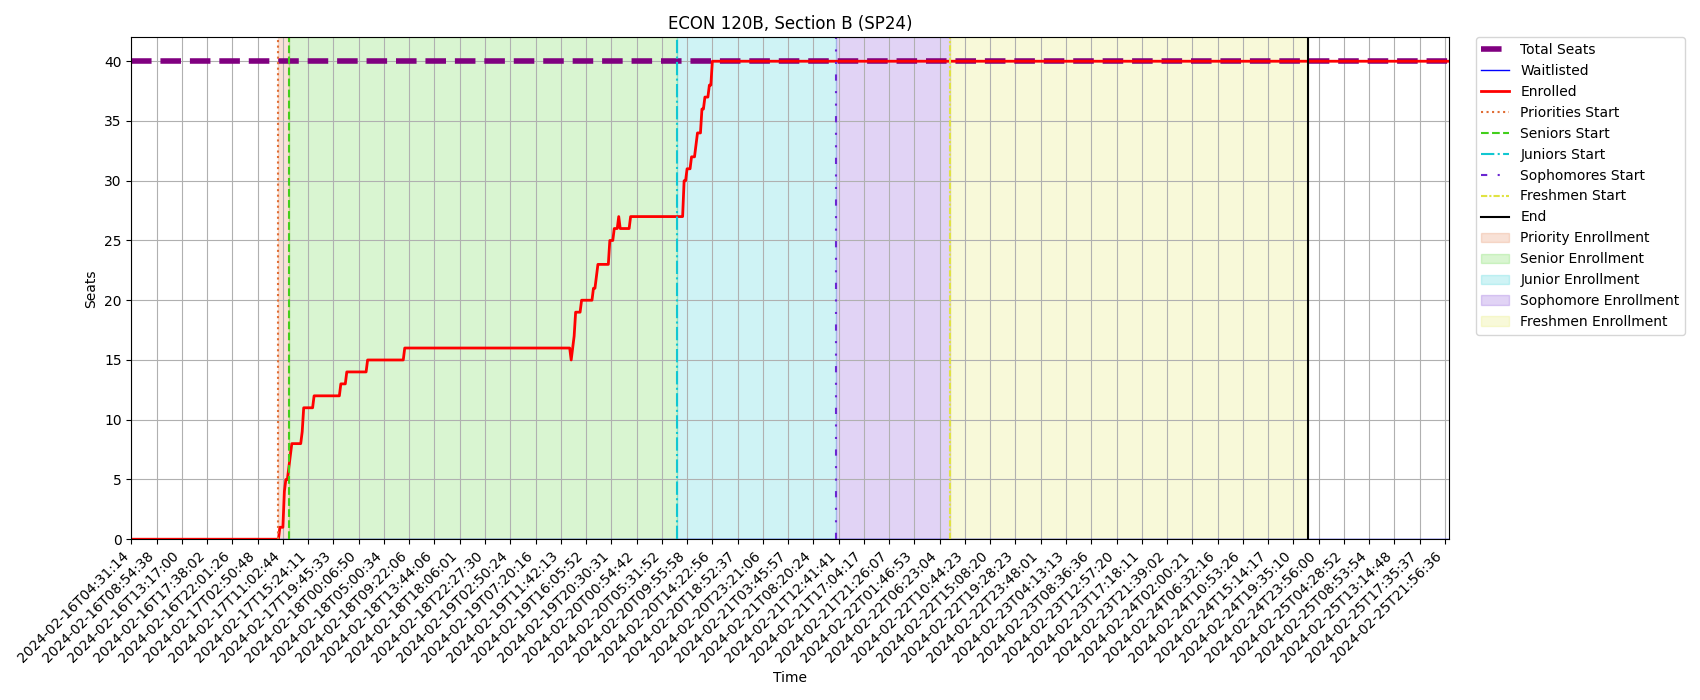 ECON 120B, Section B (SP24)
Seats
40
35
30
25
20
15
10
5
0
2024-02-16T04:31:14
2024-02-16T08:54:38
2024-02-16T13:17:00
2024-02-16T17:38:02
2024-02-16T22:01:26
2024-02-17T02:50:48
2024-02-17T11:02:44
2024-02-17T15:24:11
2024-02-17T19:45:33
2024-02-18T00:06:50
2024-02-18T05:00:34
2024-02-18T09:22:06
2024-02-18T13:44:06
2024-02-18T18:06:01
2024-02-18T22:27:30
2024-02-19T02:50:24
2024-02-19T07:20:16
2024-02-19T11:42:13
2024-02-19T16:05:52
2024-02-19T20:30:31
2024-02-20T00:54:42
2024-02-20T05:31:52
2024-02-20T09:55:58
2024-02-20T14:22:56
2024-02-20T18:52:37
2024-02-20T23:21:06
2024-02-21T03:45:57
2024-02-21T08:20:24
2024-02-21T12:41:41
2024-02-21T17:04:17
2024-02-21T21:26:07
2024-02-22T01:46:53
2024-02-22T06:23:04
2024-02-22T10:44:23
2024-02-22T15:08:20
2024-02-22T19:28:23
2024-02-22T23:48:01
2024-02-23T04:13:13
2024-02-23T08:36:36
2024-02-23T12:57:20
2024-02-23T17:18:11
2024-02-23T21:39:02
2024-02-24T02:00:21
2024-02-24T06:32:16
2024-02-24T10:53:26
2024-02-24T15:14:17
2024-02-24T19:35:10
2024-02-24T23:56:00
2024-02-25T04:28:52
2024-02-25T08:53:54
2024-02-25T13:14:48
2024-02-25T17:35:37
2024-02-25T21:56:36
Time
Total Seats
Waitlisted
Enrolled
Priorities Start
Seniors Start
Juniors Start
Sophomores Start
Freshmen Start
End
Priority Enrollment
Senior Enrollment
Junior Enrollment
Sophomore Enrollment
Freshmen Enrollment